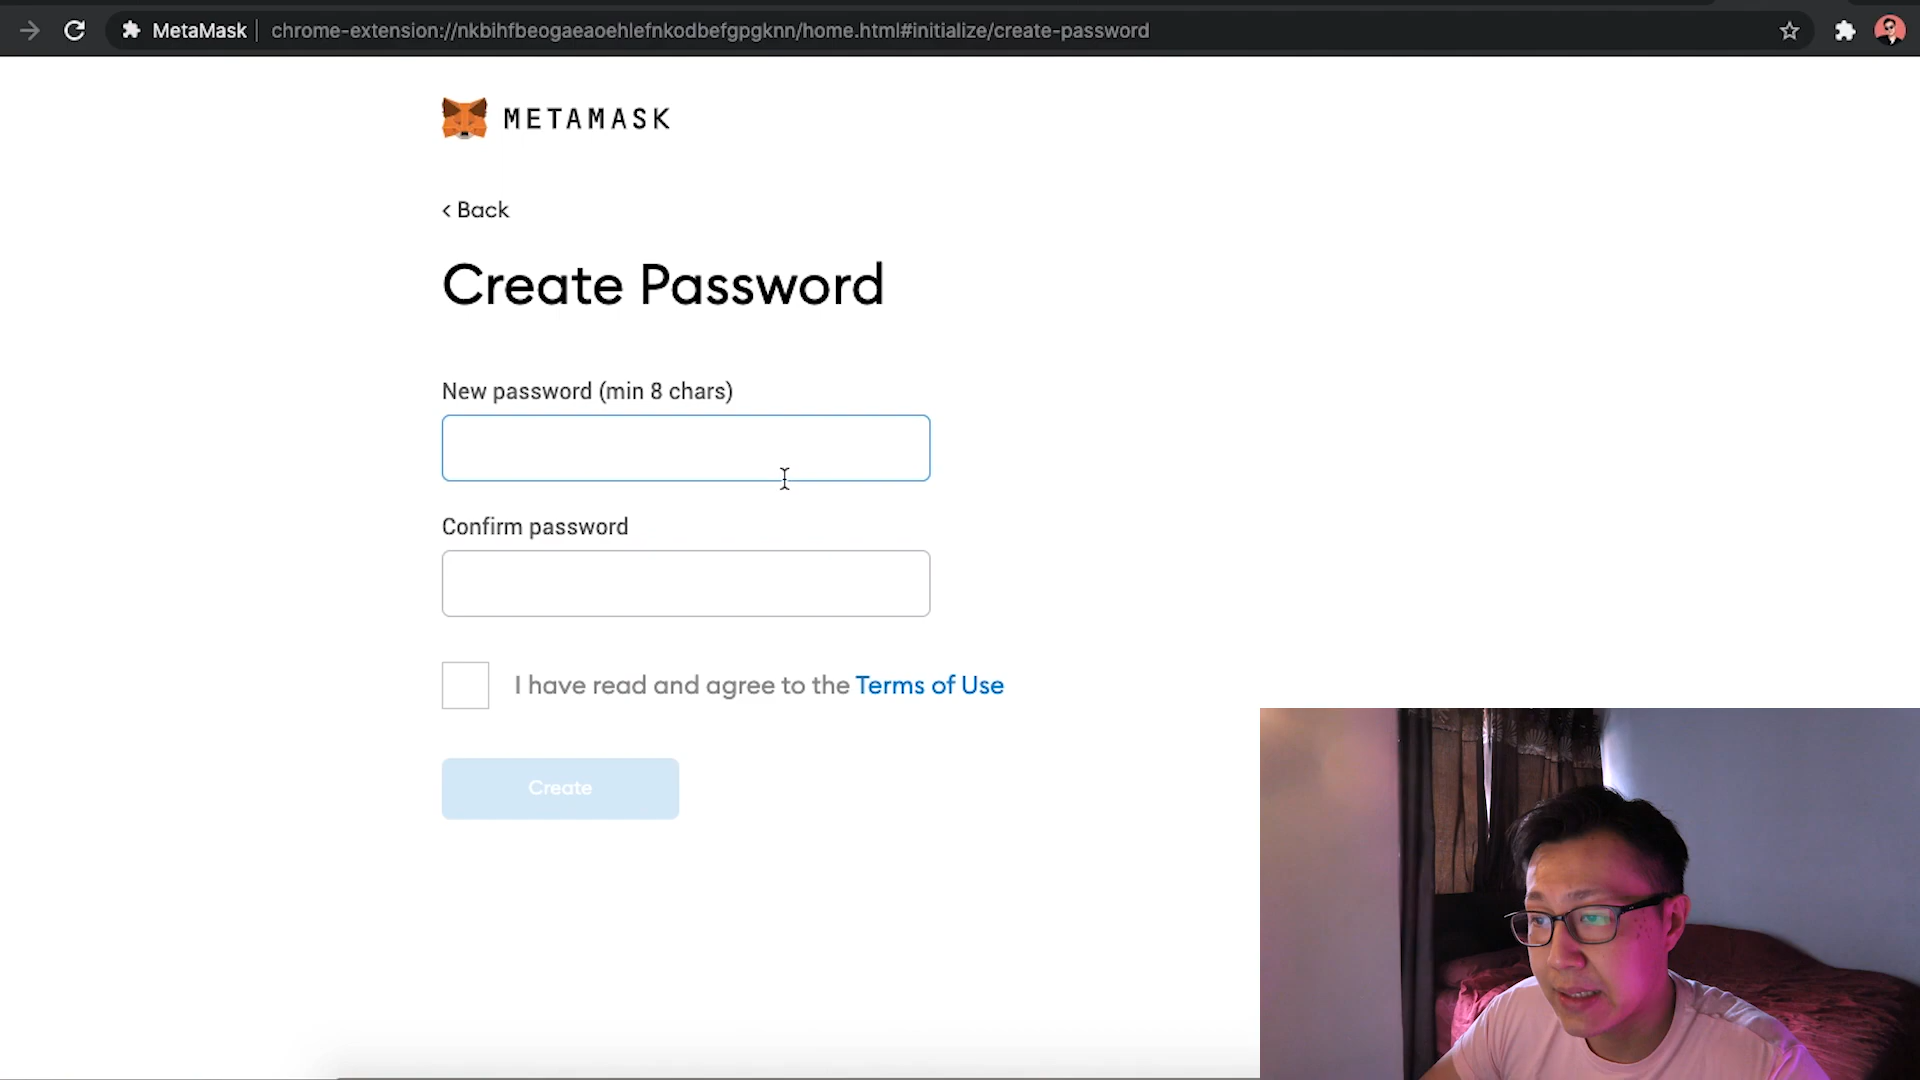 MetaMask chrome-extension://nkbihfbeogaeaoehlefnkodbefgpgknn/home.html#initialize/create-password
METAMASK
< Back
Create Password
New password (min 8 chars)
Confirm password
I have read and agree to the Terms of Use
Create